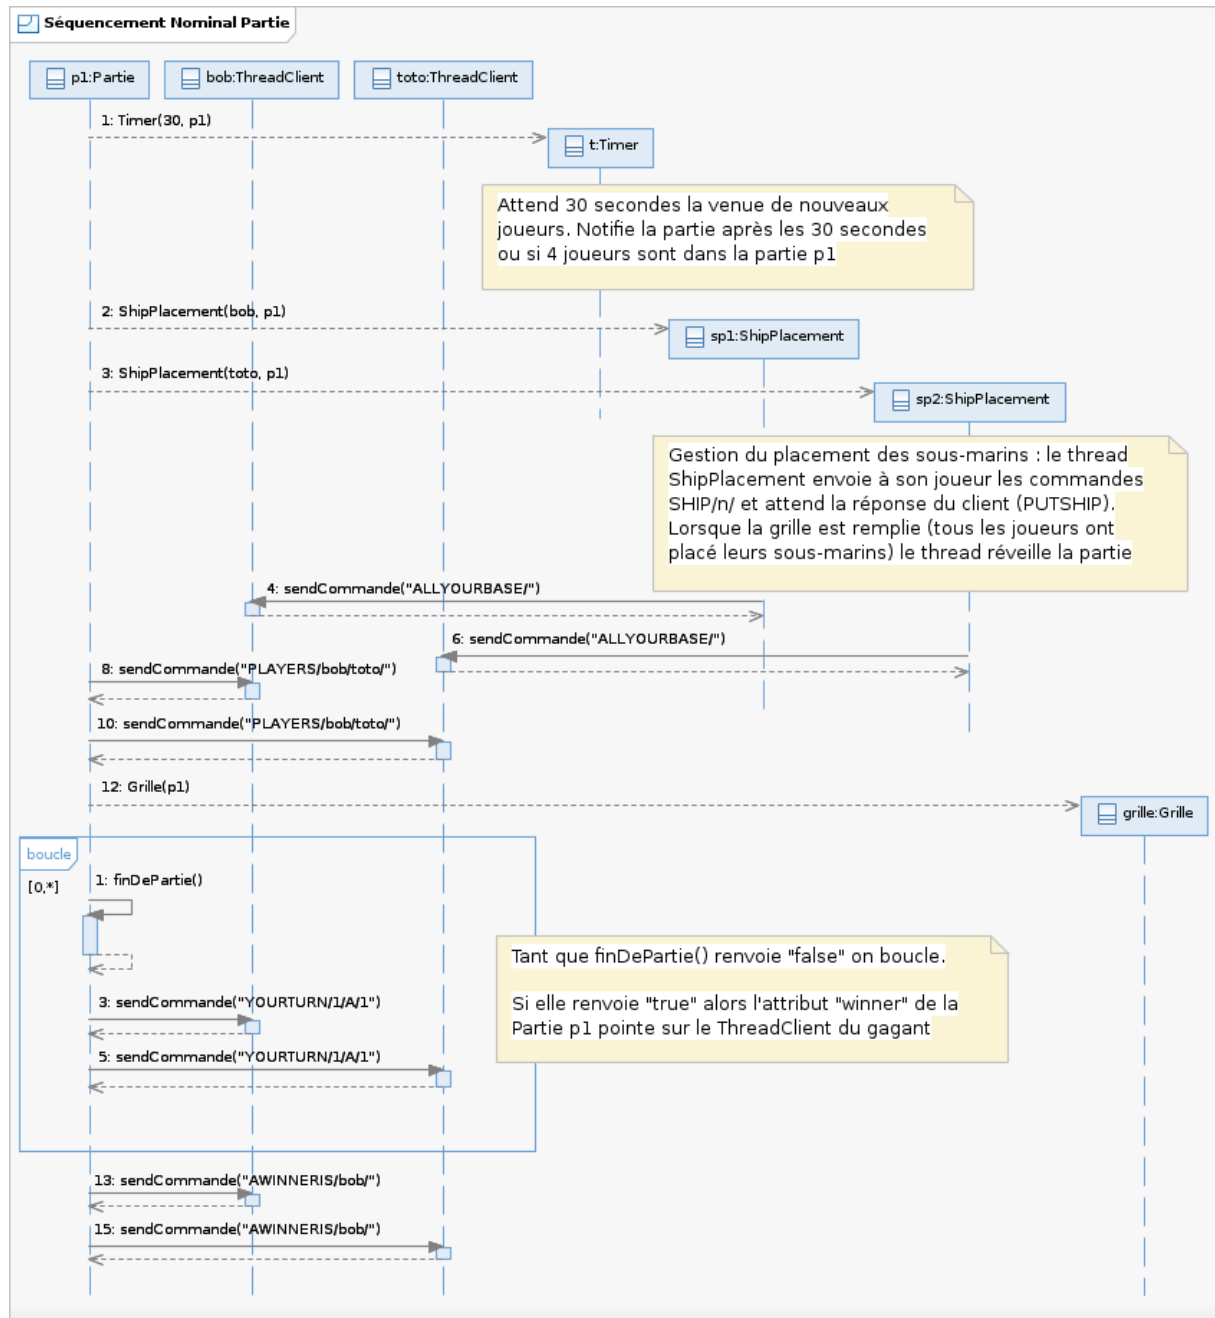 Séquencement Nominal Partie
p1:Partie
bob:ThreadClient
toto:ThreadClient
1: Timer(30, p1)
t:Timer
Attend 30 secondes la venue de nouveaux
joueurs. Notifie la partie après les 30 secondes
ou si 4 joueurs sont dans la partie p1
2: ShipPlacement(bob, p1)
sp1:ShipPlacement
3: ShipPlacement(toto, p1)
sp2:ShipPlacement
Gestion du placement des sous-marins : le thread
ShipPlacement envoie à son joueur les commandes
SHIP/n/ et attend la réponse du client (PUTSHIP).
Lorsque la grille est remplie (tous les joueurs ont
placé leurs sous-marins) le thread réveille la partie
4: sendCommande("ALLYOURBASE/")
6: sendCommande("ALLYOURBASE/")
8: sendCommande("PLAYERS/bob/toto/")
10: sendCommande("PLAYERS/bob/toto/")
12: Grille(p1)
grille:Grille
boucle
[0,*]
1: finDePartie()
Tant que finDePartie() renvoie "false" on boucle.
Si elle renvoie "true" alors l'attribut "winner" de la
Partie p1 pointe sur le ThreadClient du gagant
3: sendCommande("YOURTURN/1/A/1")
5: sendCommande("YOURTURN/1/A/1")
13: sendCommande("AWINNERIS/bob/")
15: sendCommande("AWINNERIS/bob/")